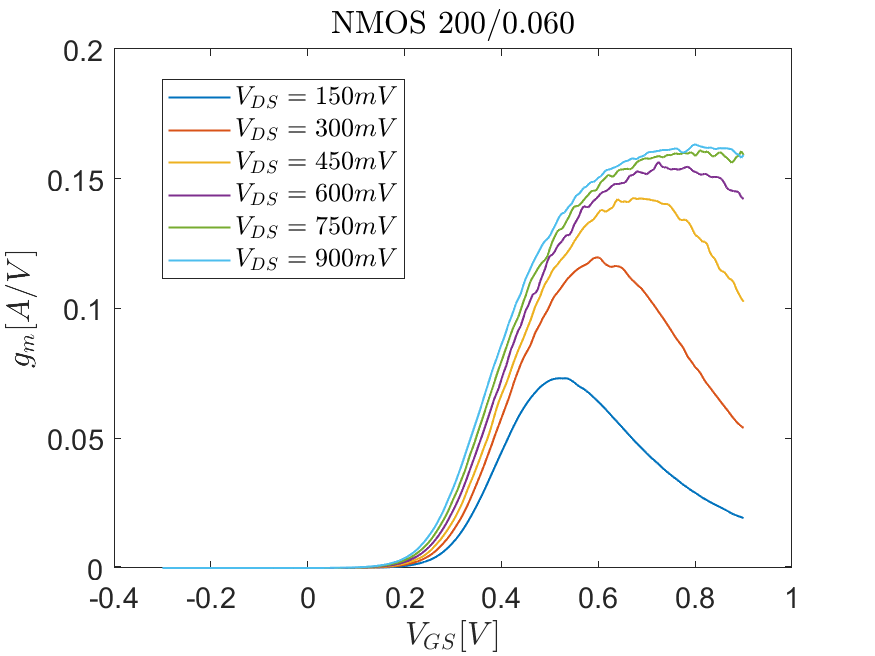 NMOS 200/0.060
0.2
0.15
0.1
0.05
0
g_m[A/V]
V_DS = 150mV
V_DS = 300mV
V_DS = 450mV
V_DS = 600mV
V_DS = 750mV
V_DS = 900mV
-0.4 -0.2 0 0.2 0.4 0.6 0.8 1
V_GS[V]